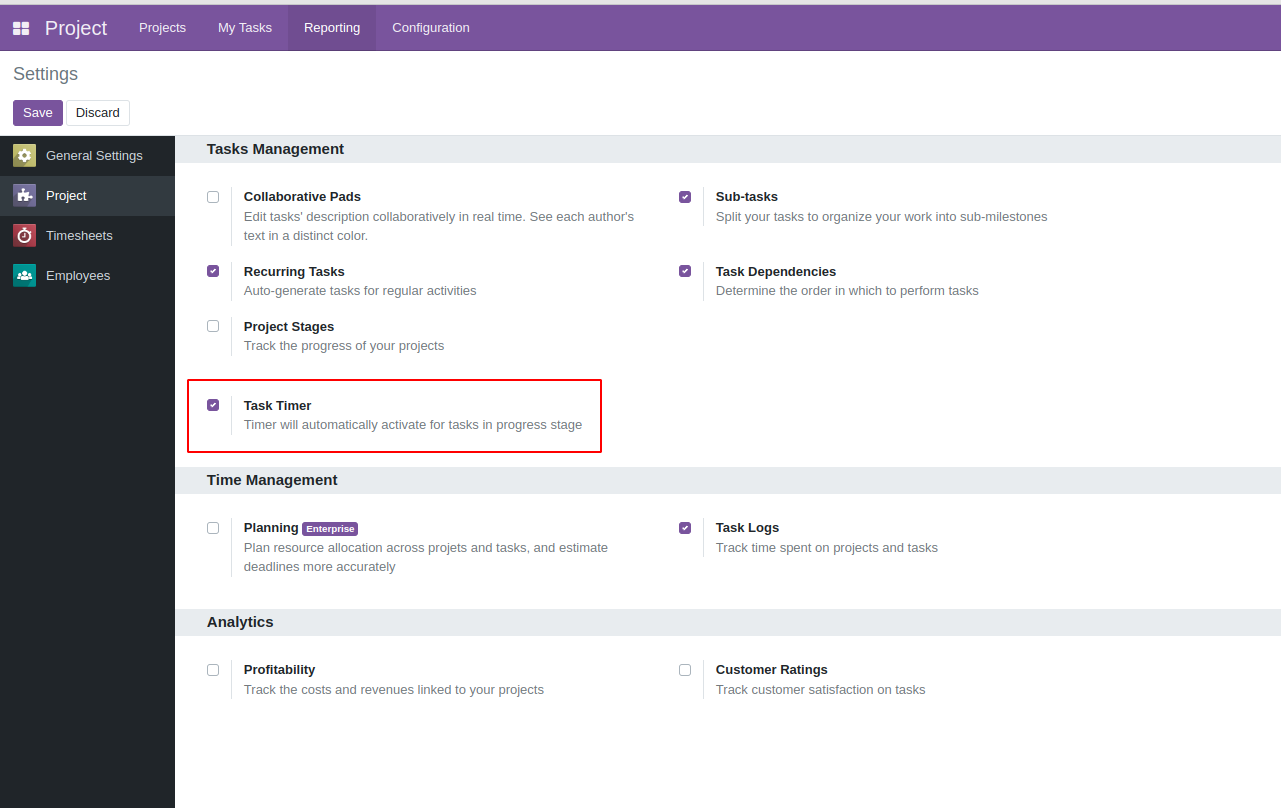 Project
Projects
My Tasks
Reporting
Configuration
Settings
Save
Discard
General Settings
Project
Timesheets
Employees
Tasks Management
Collaborative Pads
Edit tasks' description collaboratively in real time. See each author's
text in a distinct color.
Sub-tasks
Split your tasks to organize your work into sub-milestones
Recurring Tasks
Auto-generate tasks for regular activities
Task Dependencies
Determine the order in which to perform tasks
Project Stages
Track the progress of your projects
Task Timer
Timer will automatically activate for tasks in progress stage
Time Management
Planning Enterprise
Plan resource allocation across projets and tasks, and estimate
deadlines more accurately
Task Logs
Track time spent on projects and tasks
Analytics
Profitability
Track the costs and revenues linked to your projects
Customer Ratings
Track customer satisfaction on tasks